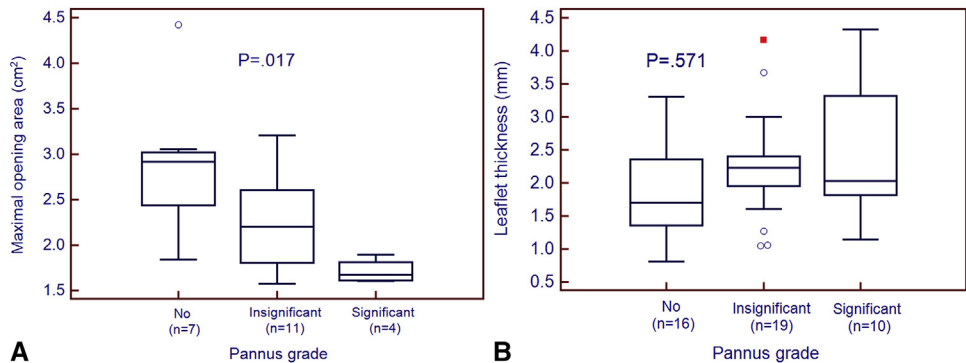 Maximal opening area (cm²)
4.5
4.0
3.5
3.0
2.5
2.0
1.5
P=.017
No
(n=7)
Insignificant
(n=11)
Significant
(n=4)
Pannus grade
A
Leaflet thickness (mm)
4.5
4.0
3.5
3.0
2.5
2.0
1.5
1.0
0.5
P=.571
No
(n=16)
Insignificant
(n=19)
Significant
(n=10)
Pannus grade
B